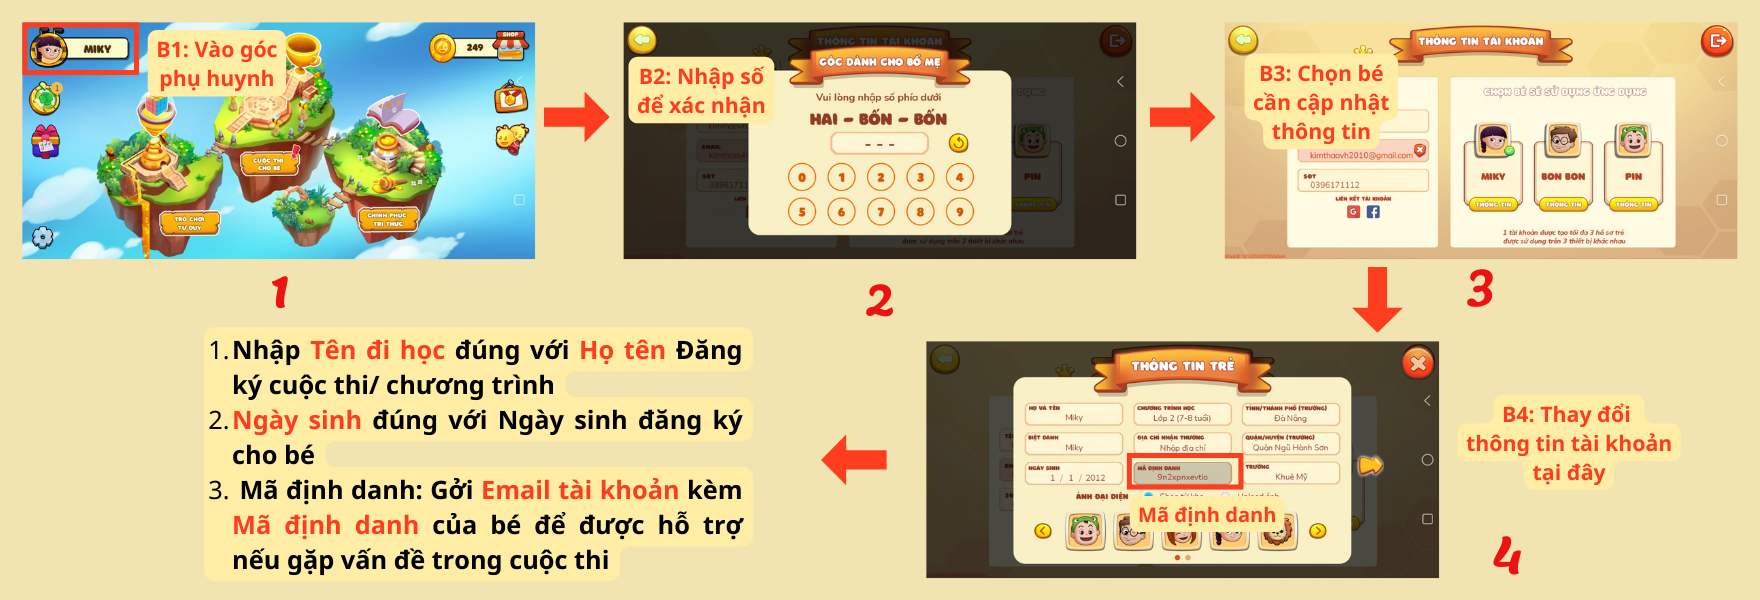 MIKY
B1: Vào góc
phụ huynh
249
SHOP
1
CUỘC THI
CHO BÉ
TRÒ CHƠI
TƯ DUY
CHINH PHỤC
TRI THỨC
1
THÔNG TIN TÀI KHOẢN
GÓC DÀNH CHO BỐ MẸ
B2: Nhập số
để xác nhận
Vui lòng nhập số phía dưới
HAI - BỐN - BỐN
- - -
0 1 2 3 4
5 6 7 8 9
EMAIL
SĐT
PIN
2
THÔNG TIN TÀI KHOẢN
B3: Chọn bé
cần cập nhật
thông tin
kimthaovh2010@gmail.com
SĐT
0396171112
LIÊN KẾT TÀI KHOẢN
CHỌN BÉ SẼ SỬ DỤNG ỨNG DỤNG
MIKY BON BON PIN
THÔNG TIN THÔNG TIN THÔNG TIN
1 tài khoản được tạo tối đa 3 hồ sơ trẻ
được sử dụng trên 3 thiết bị khác nhau
3
1. Nhập Tên đi học đúng với Họ tên Đăng
ký cuộc thi/ chương trình
2. Ngày sinh đúng với Ngày sinh đăng ký
cho bé
3. Mã định danh: Gởi Email tài khoản kèm
Mã định danh của bé để được hỗ trợ
nếu gặp vấn đề trong cuộc thi
THÔNG TIN TRẺ
HỌ VÀ TÊN
Miky
CHƯƠNG TRÌNH HỌC
Lớp 2 (7-8 tuổi)
TỈNH/THÀNH PHỐ (TRƯỜNG)
Đà Nẵng
BIỆT DANH
Miky
ĐỊA CHỈ NHẬN THƯỞNG
Nhập địa chỉ
QUẬN/HUYỆN (TRƯỜNG)
Quận Ngũ Hành Sơn
NGÀY SINH
1 / 1 / 2012
MÃ ĐỊNH DANH
9n2xpnxevtlo
TRƯỜNG
Khuê Mỹ
ẢNH ĐẠI DIỆN
Mã định danh
B4: Thay đổi
thông tin tài khoản
tại đây
4